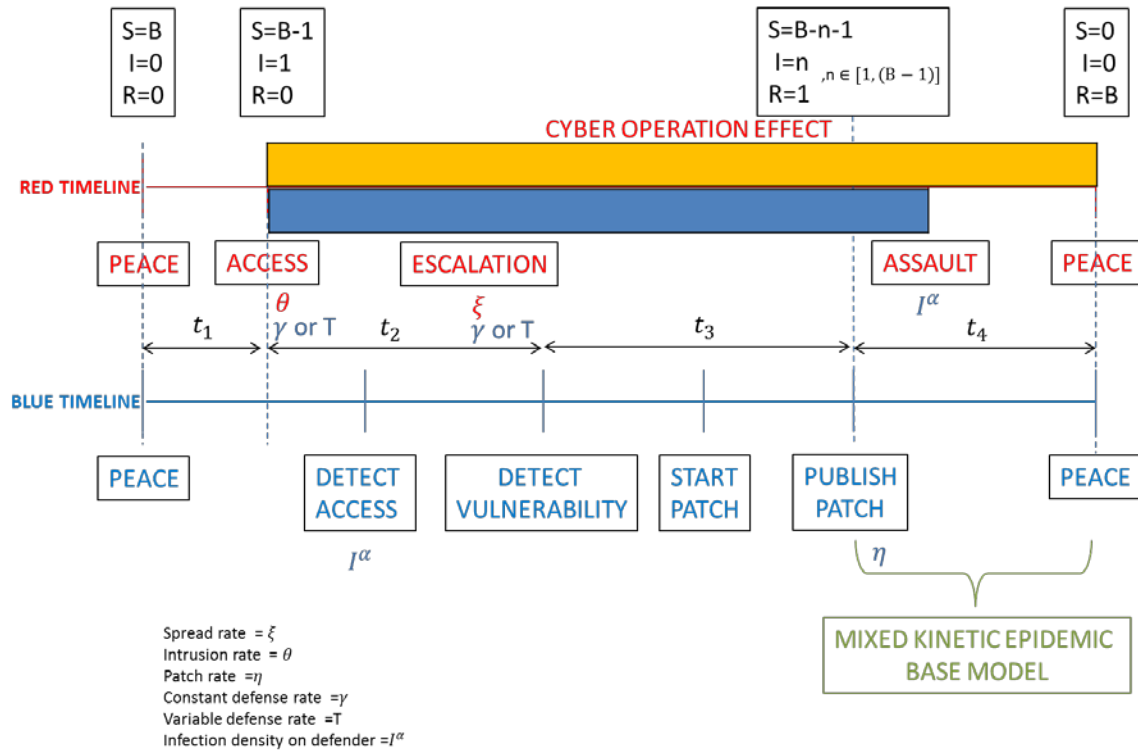 S=B
I=0
R=0
S=B-1
I=1
R=0
S=B-n-1
I=n ,n ∈ [1, (B − 1)]
R=1
S=0
I=0
R=B
CYBER OPERATION EFFECT
RED TIMELINE
PEACE
ACCESS
ESCALATION
ASSAULT
PEACE
θ
γ or T
ξ
γ or T
I^α
t₁
t₂
t₃
t₄
BLUE TIMELINE
PEACE
DETECT
ACCESS
DETECT
VULNERABILITY
START
PATCH
PUBLISH
PATCH
PEACE
I^α
η
MIXED KINETIC EPIDEMIC
BASE MODEL
Spread rate = ξ
Intrusion rate = θ
Patch rate =η
Constant defense rate =γ
Variable defense rate =T
Infection density on defender =I^α